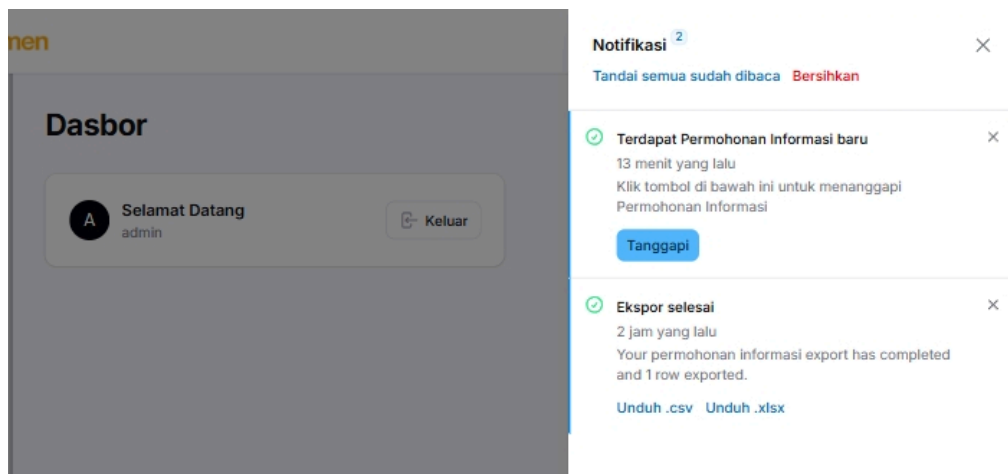 men
Dasbor
A
Selamat Datang
admin
Keluar
Notifikasi 2
Tandai semua sudah dibaca Bersihkan
Terdapat Permohonan Informasi baru
13 menit yang lalu
Klik tombol di bawah ini untuk menanggapi
Permohonan Informasi
Tanggapi
Ekspor selesai
2 jam yang lalu
Your permohonan informasi export has completed
and 1 row exported.
Unduh .csv Unduh .xlsx